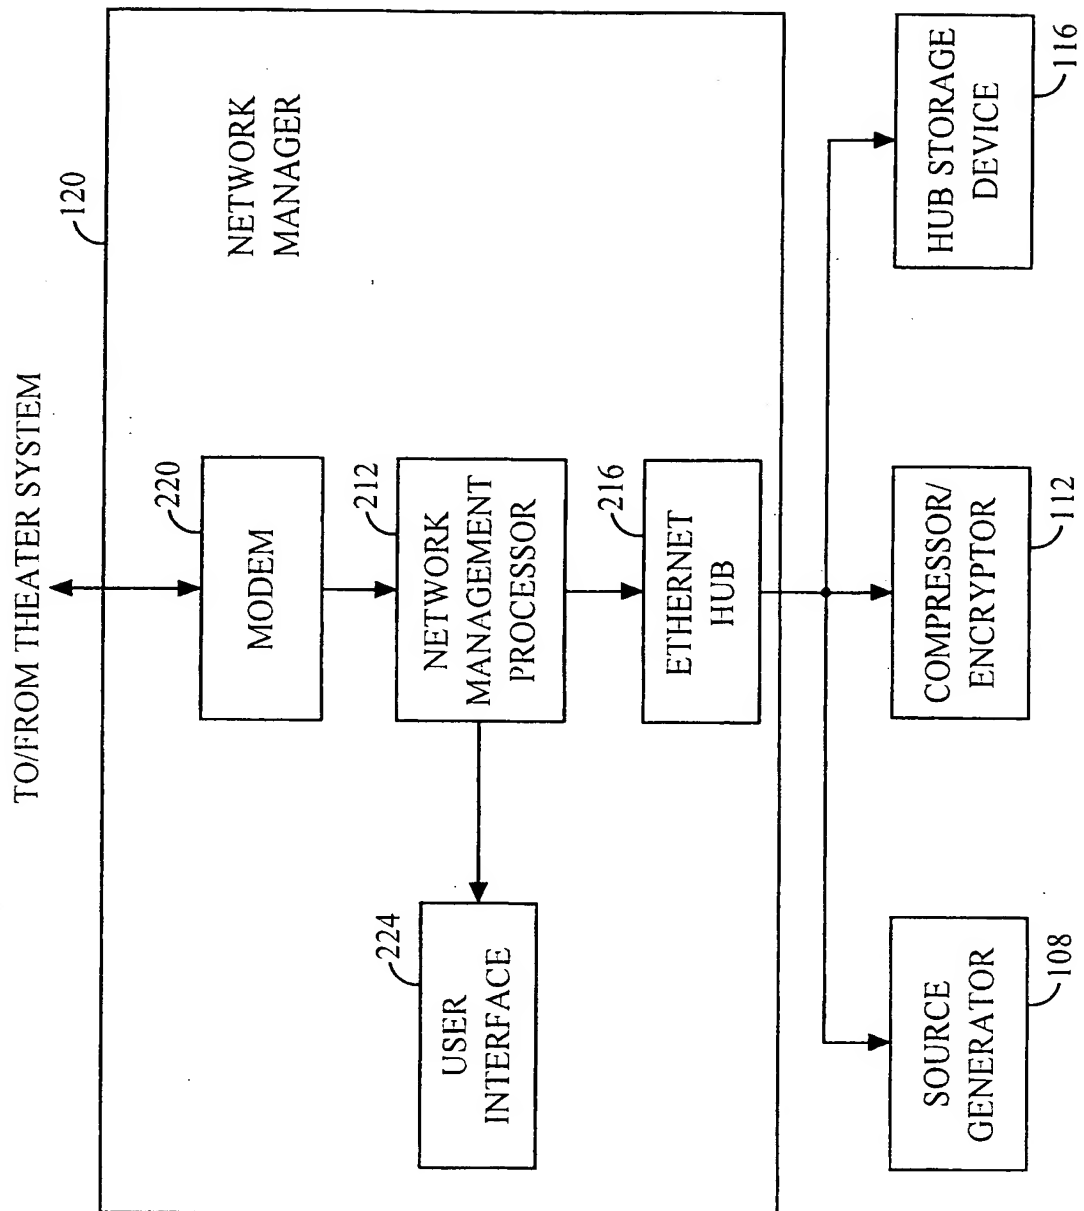 TO/FROM THEATER SYSTEM
120
NETWORK
MANAGER
220
MODEM
212
NETWORK
MANAGEMENT
PROCESSOR
224
USER
INTERFACE
216
ETHERNET
HUB
SOURCE
GENERATOR
108
COMPRESSOR/
ENCRYPTOR
112
HUB STORAGE
DEVICE
116